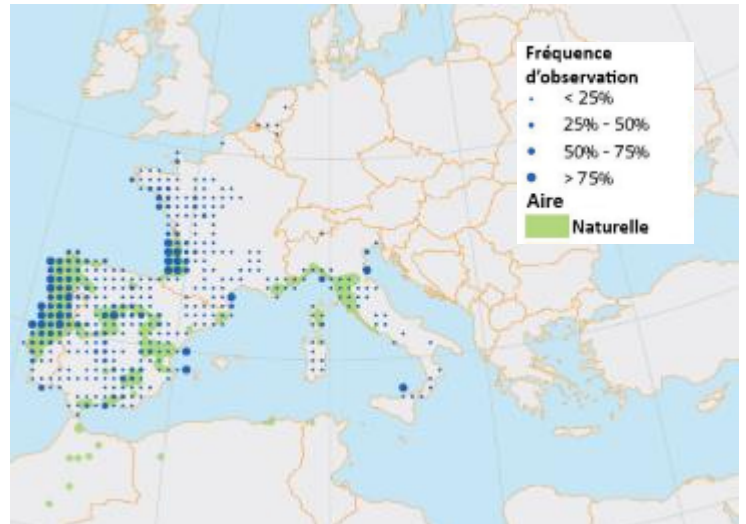 Fréquence
d'observation
< 25%
25% - 50%
50% - 75%
> 75%
Aire
Naturelle